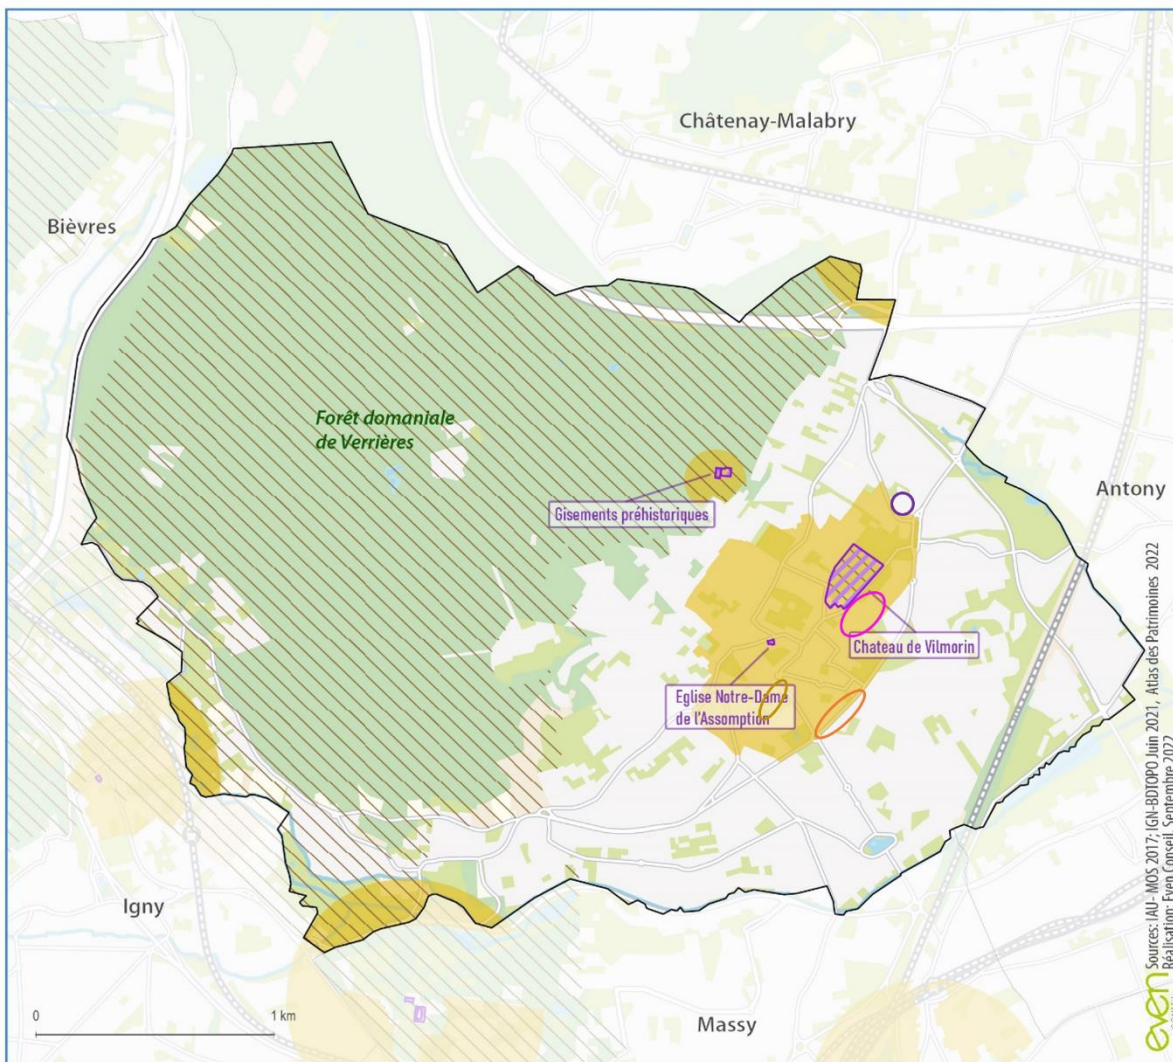 Châtenay-Malabry
Bièvres
Forêt domaniale
de Verrières
Antony
Gisements préhistoriques
Chateau de Vilmorin
Eglise Notre-Dame
de l'Assomption
Igny
Massy
0
1 km
Sources: IAU- MOS 2017; IGN-BDTOPO Juin 2021, Atlas des Patrimoines 2022
Réalisation: Even Conseil, Septembre 2022
even